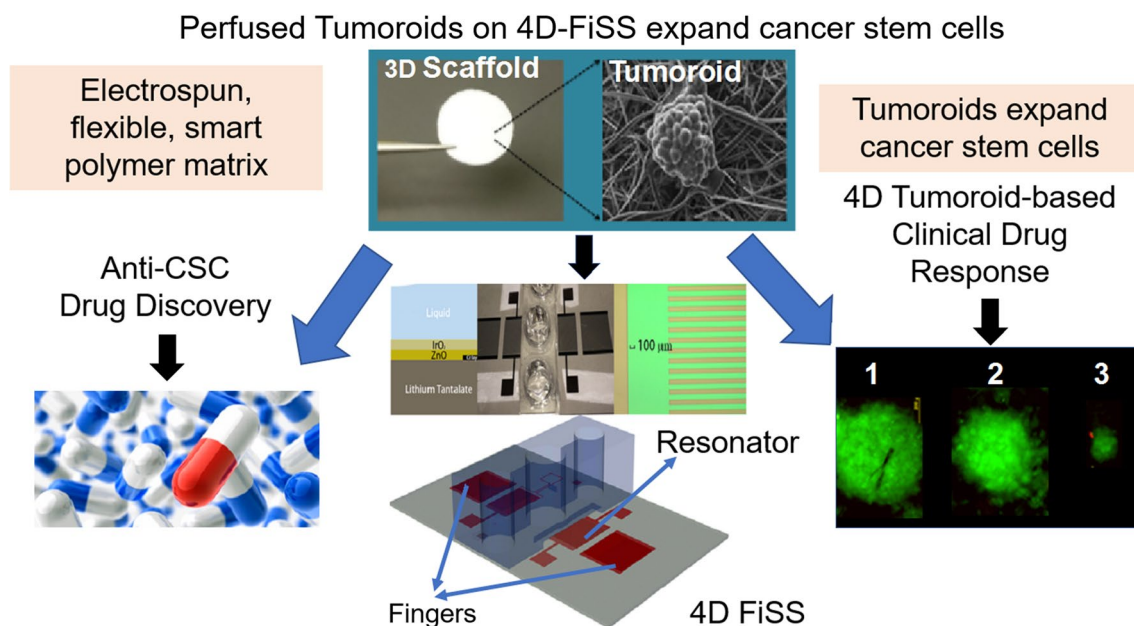 Perfused Tumoroids on 4D-FiSS expand cancer stem cells
Electrospun,
flexible, smart
polymer matrix
3D Scaffold
Tumoroid
Tumoroids expand
cancer stem cells
4D Tumoroid-based
Clinical Drug
Response
Anti-CSC
Drug Discovery
Liquid
ZnO
Lithium Tantalate
100 µm
1
2
3
Resonator
Fingers
4D FiSS